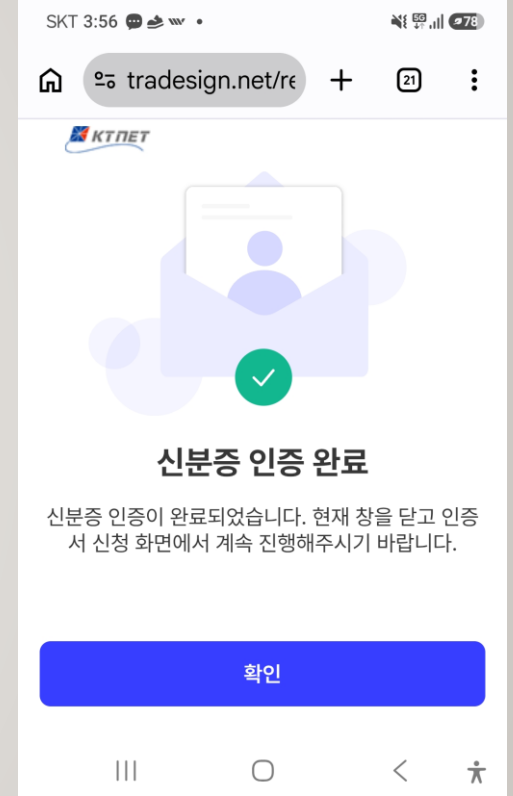 SKT 3:56
5G
78
tradesign.net/re
21
KTNET
신분증 인증 완료
신분증 인증이 완료되었습니다. 현재 창을 닫고 인증
서 신청 화면에서 계속 진행해주시기 바랍니다.
확인